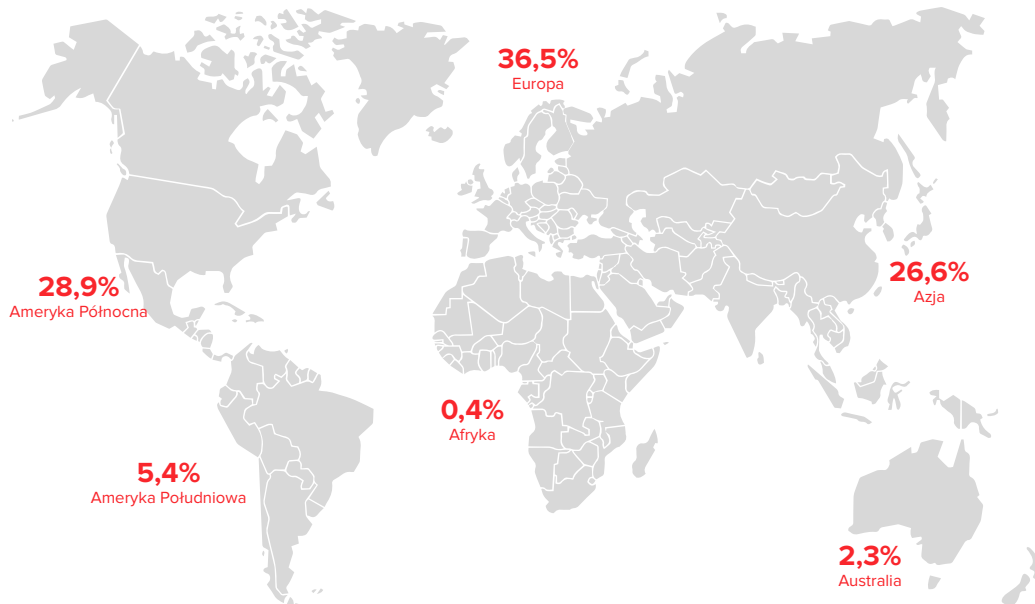 36,5%
Europa
28,9%
Ameryka Północna
26,6%
Azja
0,4%
Afryka
5,4%
Ameryka Południowa
2,3%
Australia